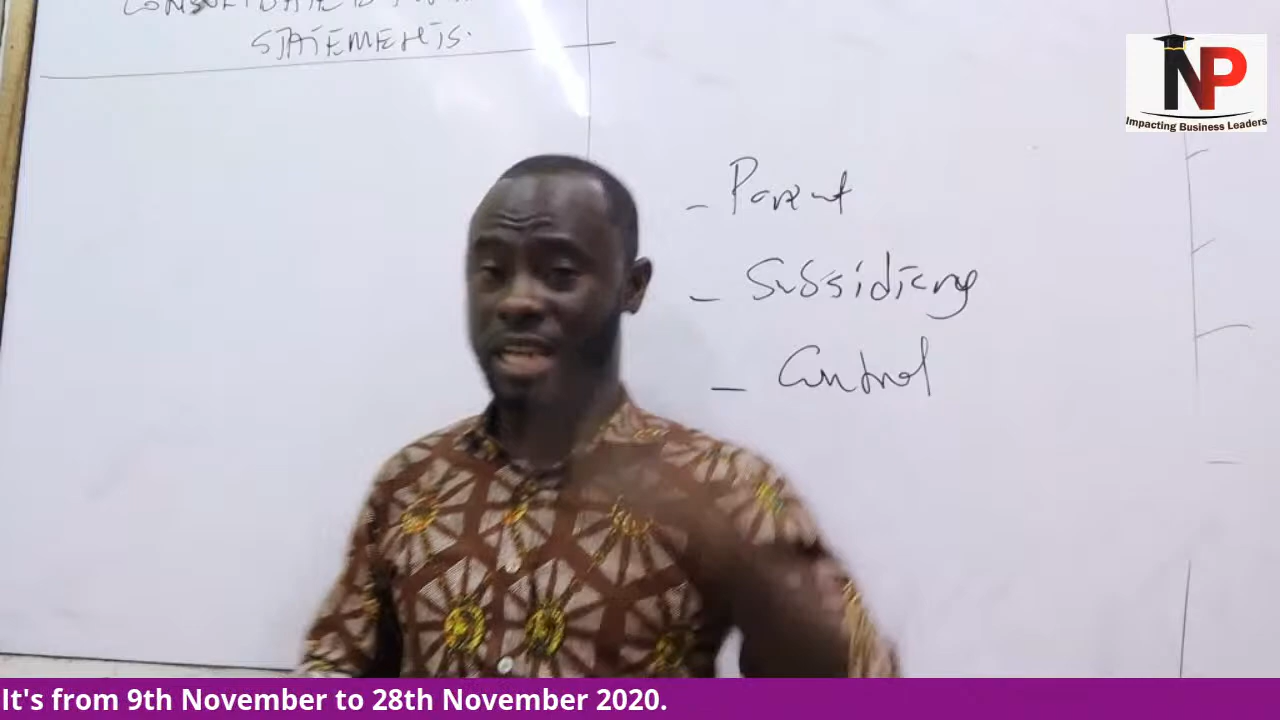 STATEMENTS.
- Parent
- Subsidiary
- Control
NP
Impacting Business Leaders
It's from 9th November to 28th November 2020.